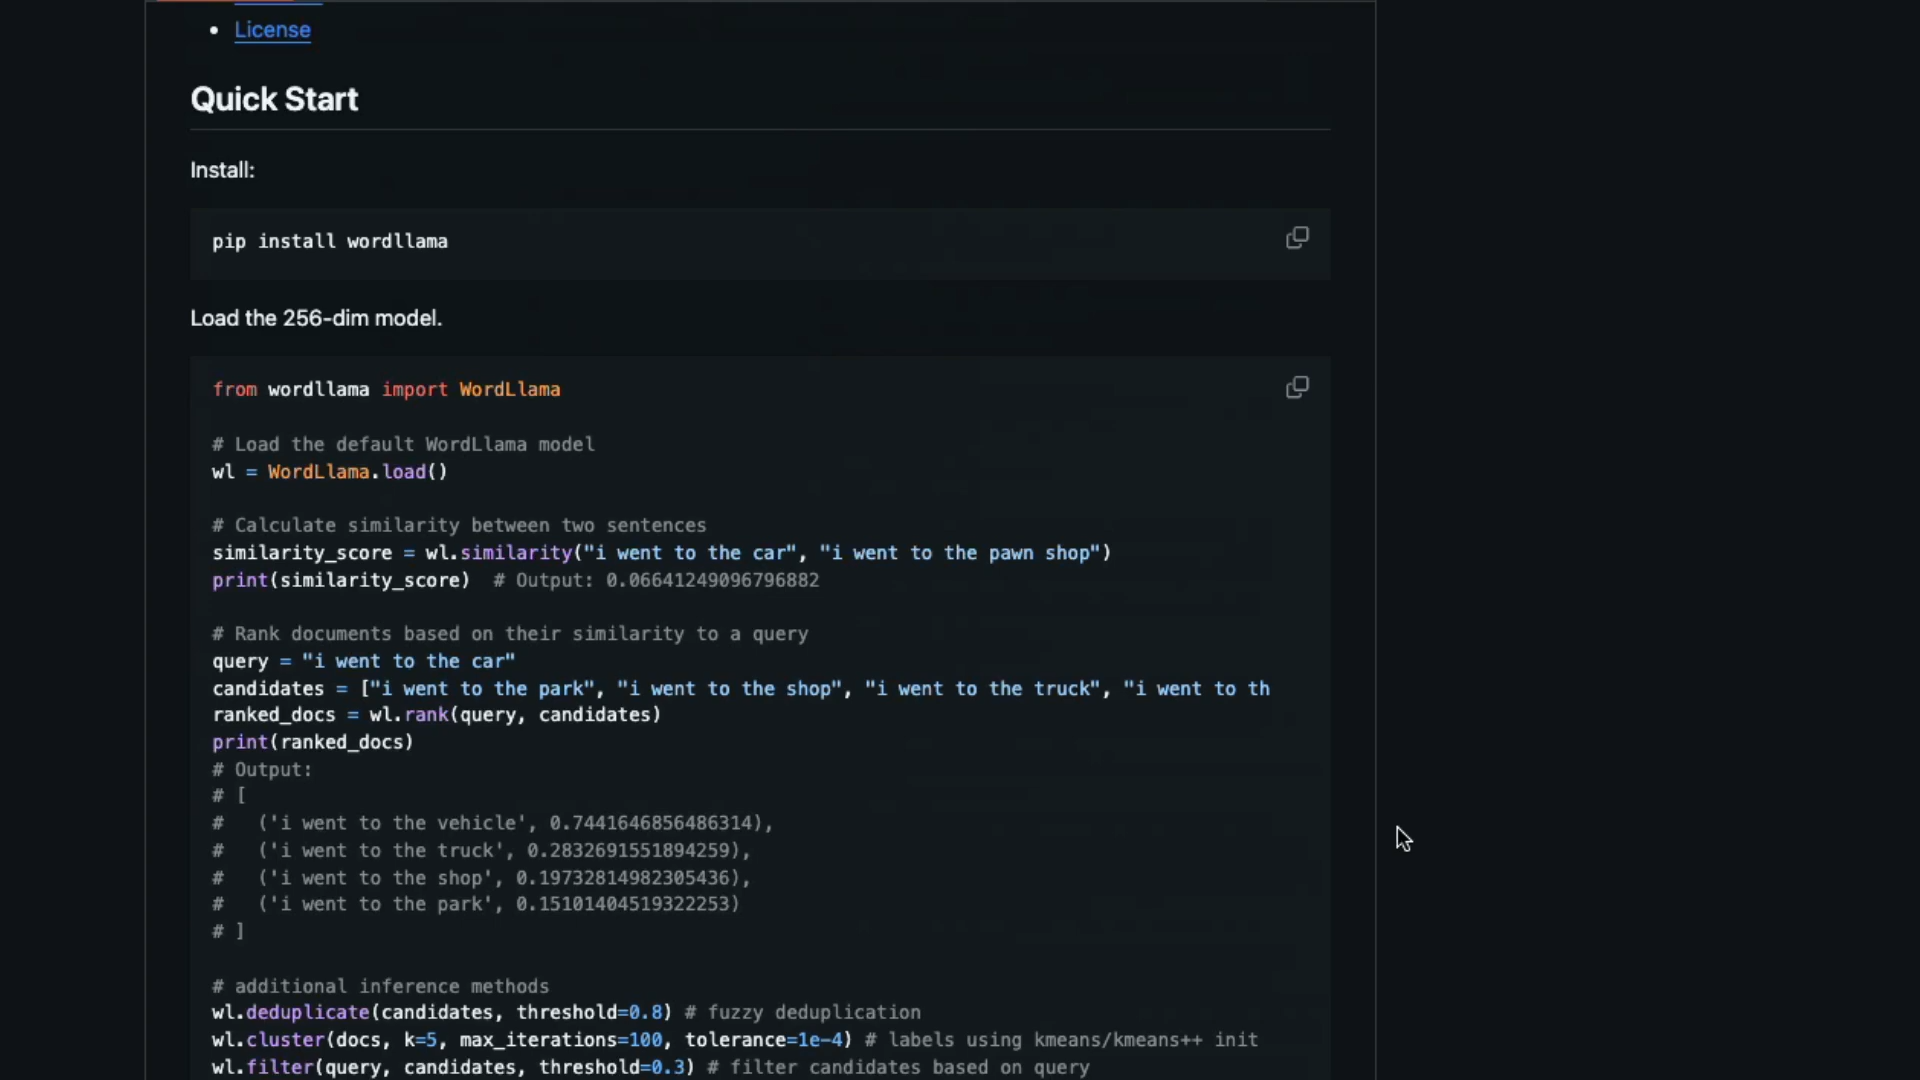 License
Quick Start
Install:
pip install wordllama
Load the 256-dim model.
from wordllama import WordLlama
# Load the default WordLlama model
wl = WordLlama.load()
# Calculate similarity between two sentences
similarity_score = wl.similarity("i went to the car", "i went to the pawn shop")
print(similarity_score)  # Output: 0.06641249096796882
# Rank documents based on their similarity to a query
query = "i went to the car"
candidates = ["i went to the park", "i went to the shop", "i went to the truck", "i went to th
ranked_docs = wl.rank(query, candidates)
print(ranked_docs)
# Output:
# [
#   ('i went to the vehicle', 0.7441646856486314),
#   ('i went to the truck', 0.2832691551894259),
#   ('i went to the shop', 0.19732814982305436),
#   ('i went to the park', 0.15101404519322253)
# ]
# additional inference methods
wl.deduplicate(candidates, threshold=0.8) # fuzzy deduplication
wl.cluster(docs, k=5, max_iterations=100, tolerance=1e-4) # labels using kmeans/kmeans++ init
wl.filter(query, candidates, threshold=0.3) # filter candidates based on query